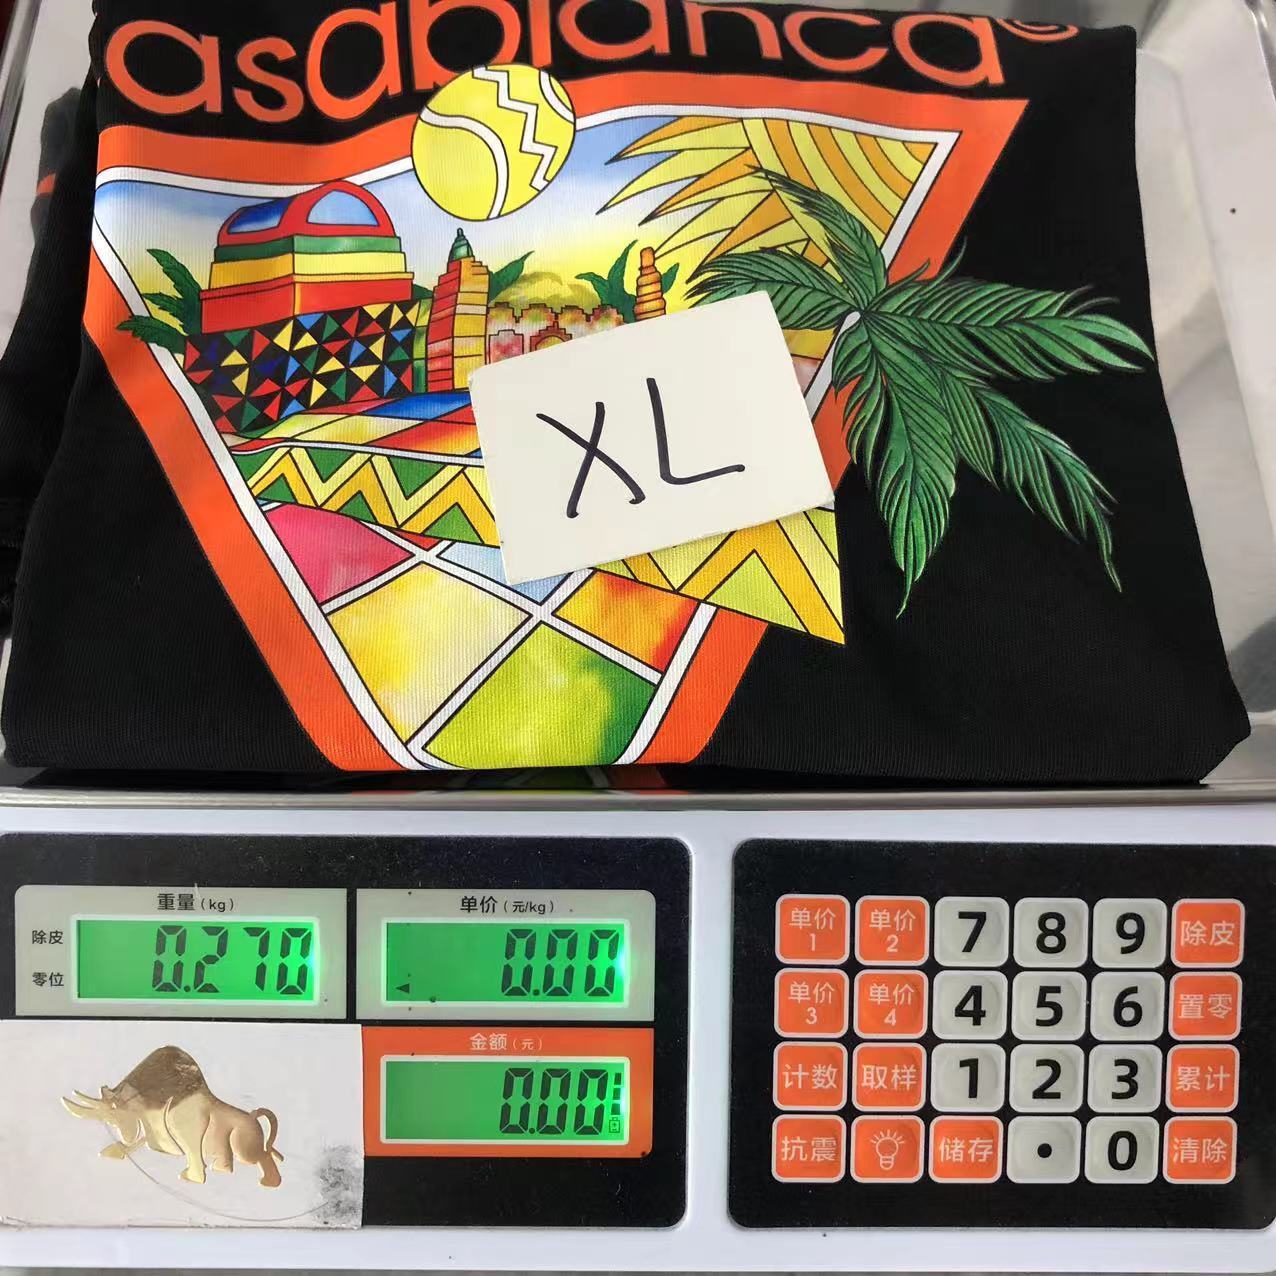 asablanca®
XL
重量(kg)
单价(元/kg)
除皮
零位
0.270
0.00
金额(元)
0.00
单价1 单价2 7 8 9 除皮
单价3 单价4 4 5 6 置零
计数 取样 1 2 3 累计
抗震 储存 . 0 清除